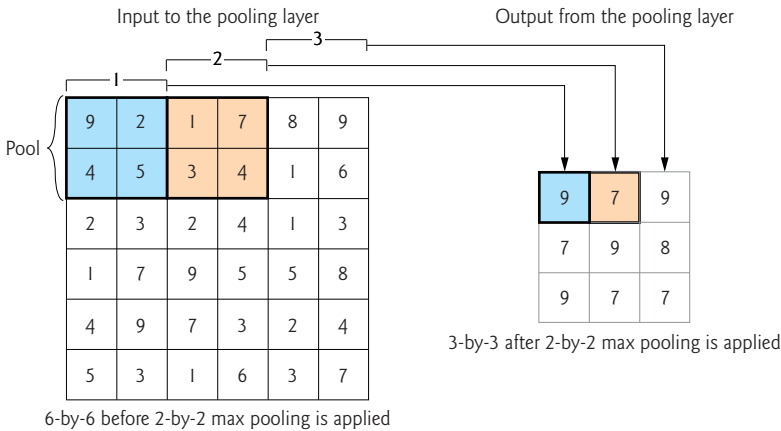 Input to the pooling layer
Output from the pooling layer
3
2
1
Pool
9 2 1 7 8 9
4 5 3 4 1 6
2 3 2 4 1 3
1 7 9 5 5 8
4 9 7 3 2 4
5 3 1 6 3 7
9 7 9
7 9 8
9 7 7
3-by-3 after 2-by-2 max pooling is applied
6-by-6 before 2-by-2 max pooling is applied